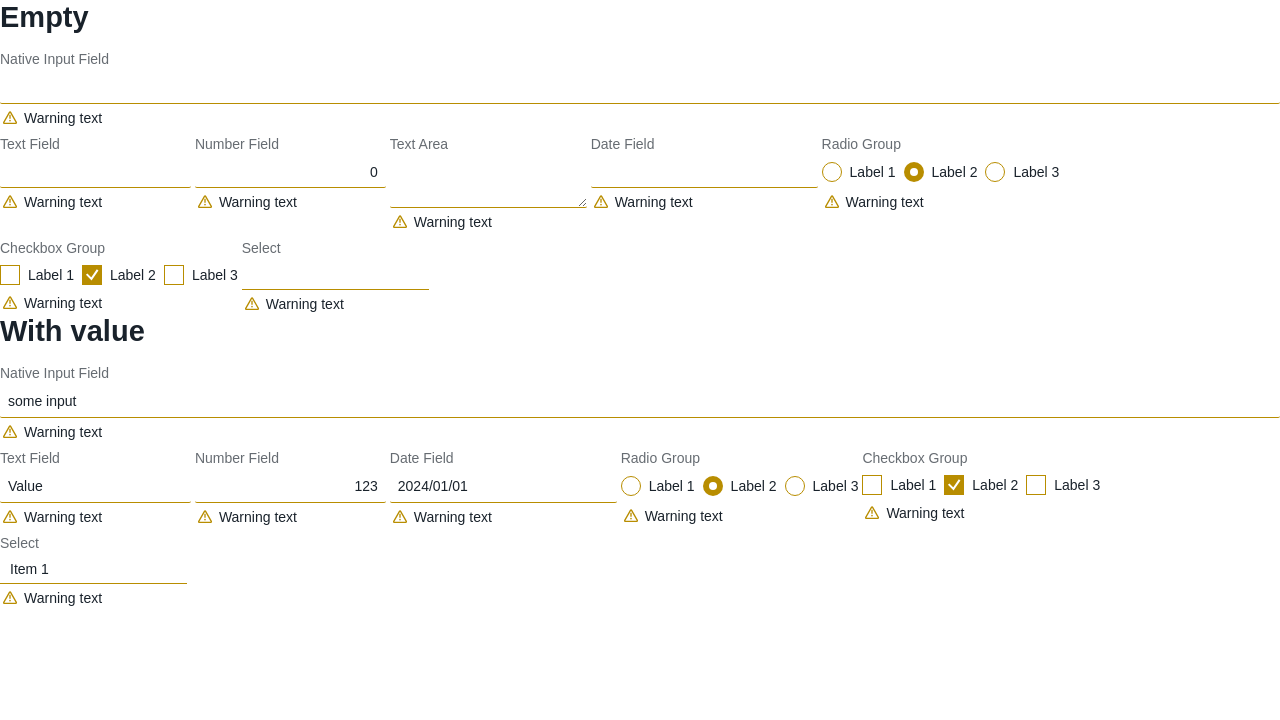 Empty
Native Input Field
Warning text
Text Field Number Field Text Area Date Field Radio Group
0 Label 1 Label 2 Label 3
Warning text Warning text Warning text Warning text
Warning text
Checkbox Group Select
Label 1 Label 2 Label 3
Warning text Warning text
With value
Native Input Field
some input
Warning text
Text Field Number Field Date Field Radio Group Checkbox Group
Value 123 2024/01/01 Label 1 Label 2 Label 3 Label 1 Label 2 Label 3
Warning text Warning text Warning text Warning text Warning text
Select
Item 1
Warning text